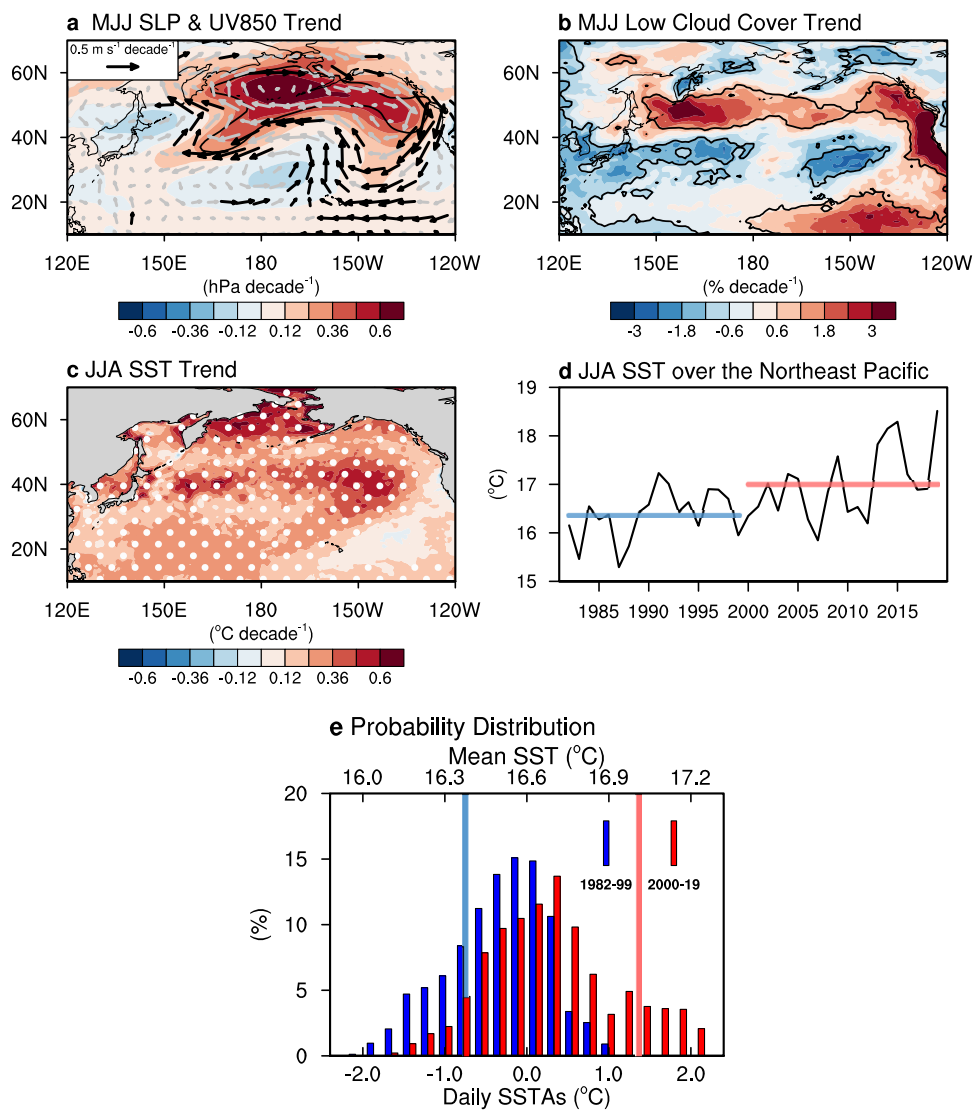 a MJJ SLP & UV850 Trend
0.5 m s⁻¹ decade⁻¹
60N
40N
20N
120E 150E 180 150W 120W
(hPa decade⁻¹)
-0.6 -0.36 -0.12 0.12 0.36 0.6
b MJJ Low Cloud Cover Trend
60N
40N
20N
120E 150E 180 150W 120W
(% decade⁻¹)
-3 -1.8 -0.6 0.6 1.8 3
c JJA SST Trend
60N
40N
20N
120E 150E 180 150W 120W
(°C decade⁻¹)
-0.6 -0.36 -0.12 0.12 0.36 0.6
d JJA SST over the Northeast Pacific
19
18
17
16
15
(°C)
1985 1990 1995 2000 2005 2010 2015
e Probability Distribution
Mean SST (°C)
16.0 16.3 16.6 16.9 17.2
20
15
10
5
0
(%)
1982-99 2000-19
-2.0 -1.0 0.0 1.0 2.0
Daily SSTAs (°C)